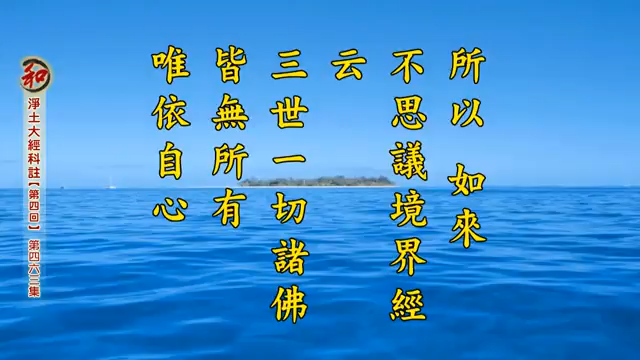 所以 如來
不思議境界經
云
三世一切諸佛
皆無所有
唯依自心
和
淨土大經科註【第四回】 第四六三集